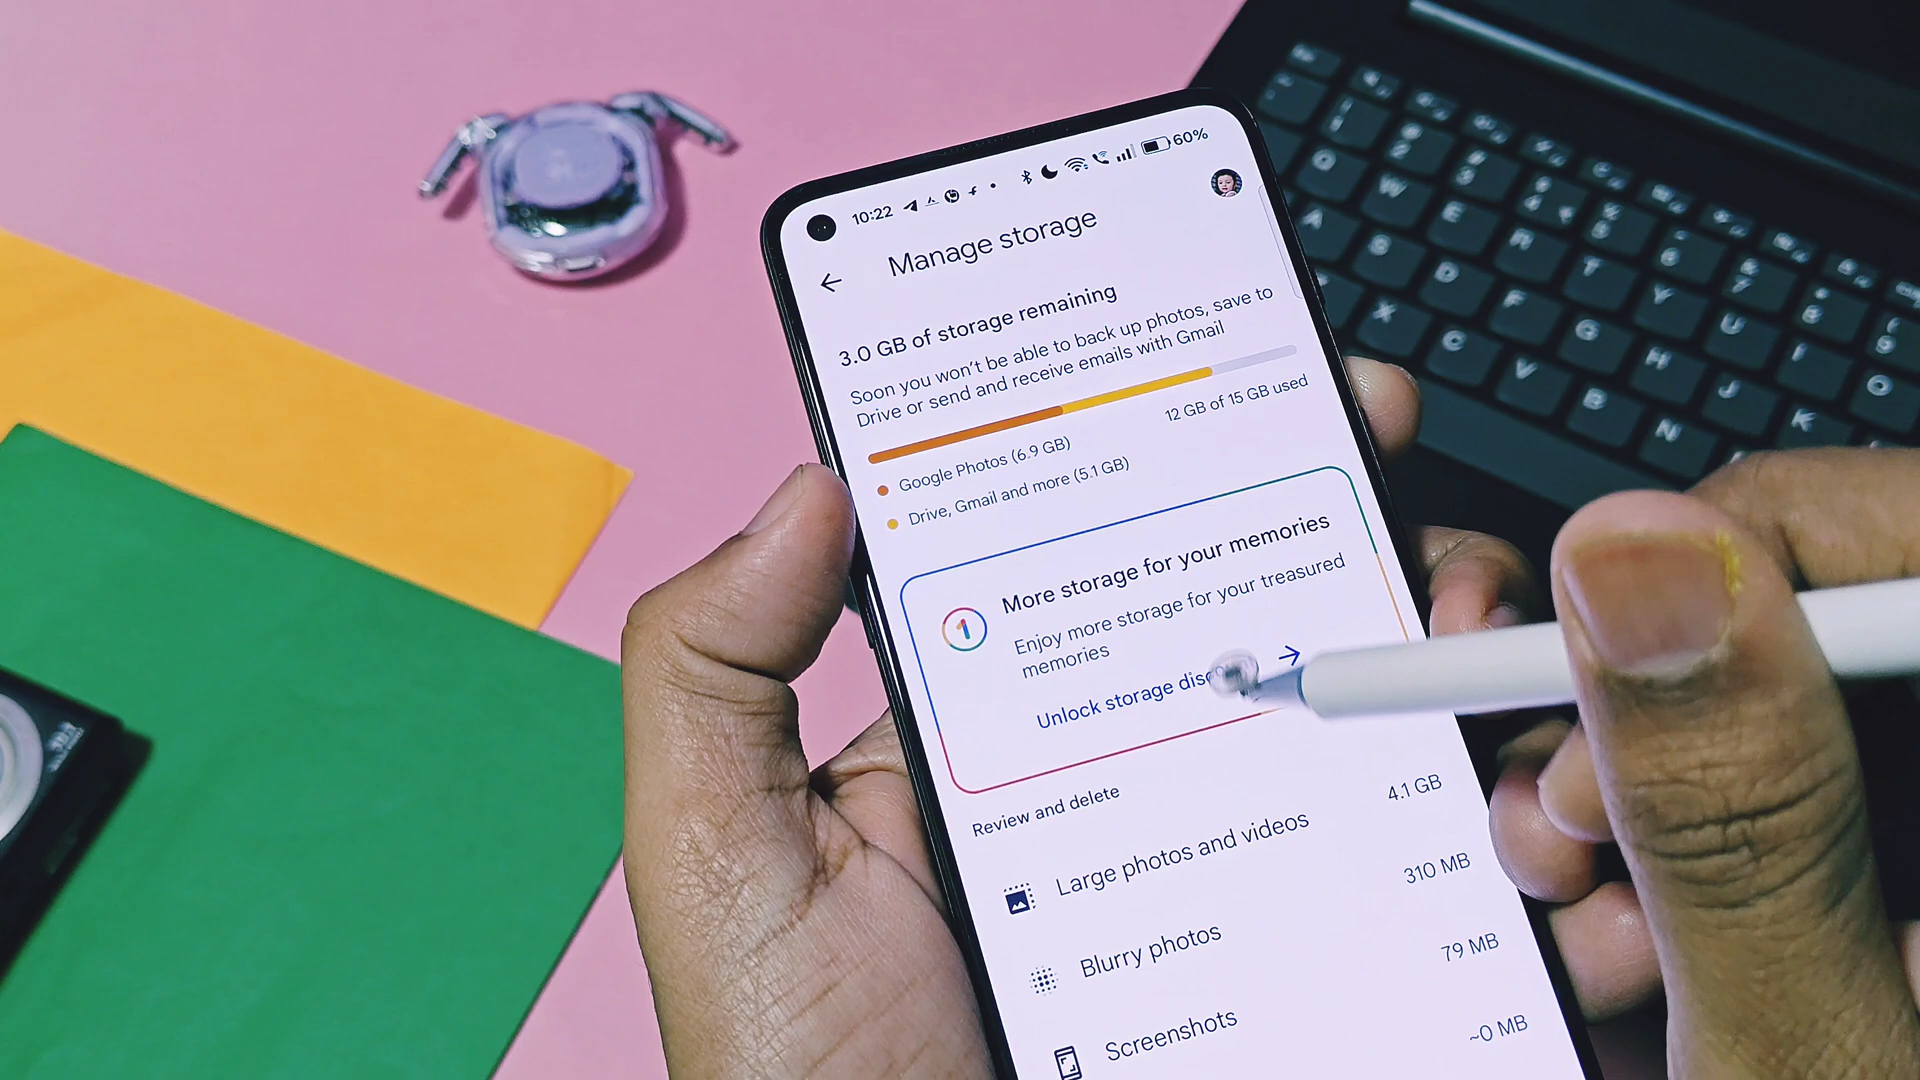 10:22
60%
Manage storage
3.0 GB of storage remaining
Soon you won't be able to back up photos, save to
Drive or send and receive emails with Gmail
12 GB of 15 GB used
Google Photos (6.9 GB)
Drive, Gmail and more (5.1 GB)
More storage for your memories
Enjoy more storage for your treasured
memories
Unlock storage
Review and delete
Large photos and videos
4.1 GB
Blurry photos
310 MB
Screenshots
79 MB
~0 MB
W E R T Y U I O
A S D F G H J K
X C V B N